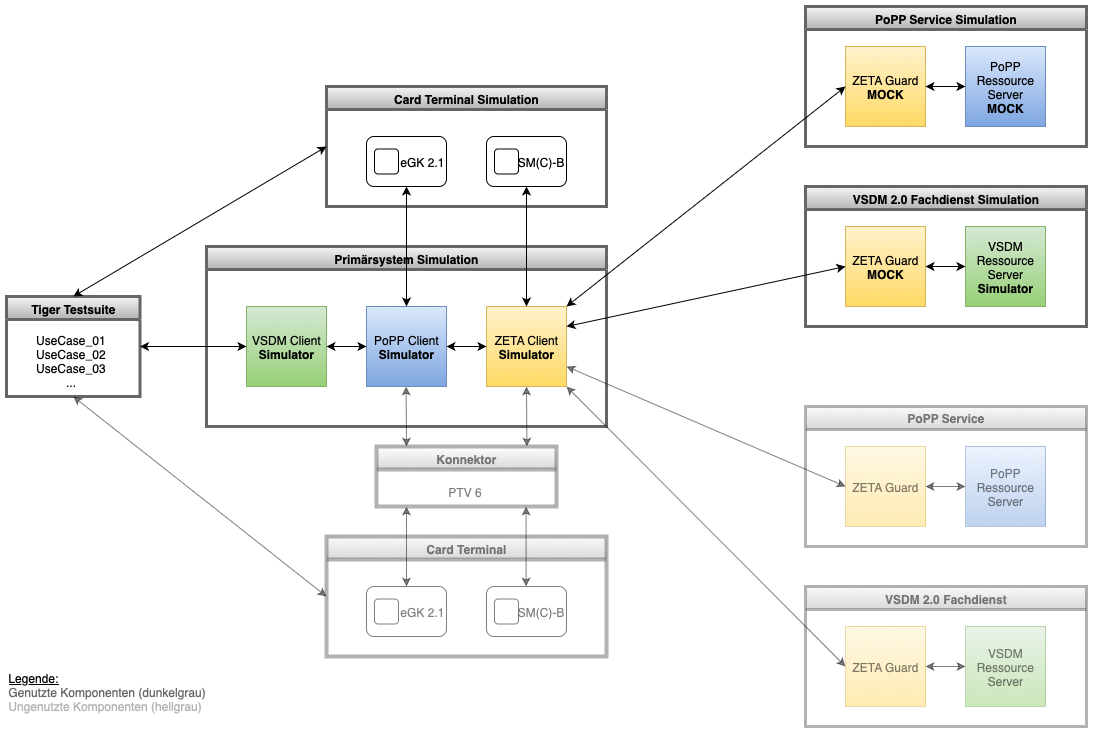 PoPP Service Simulation
ZETA Guard
MOCK
PoPP
Ressource
Server
MOCK
Card Terminal Simulation
eGK 2.1
SM(C)-B
VSDM 2.0 Fachdienst Simulation
ZETA Guard
MOCK
VSDM
Ressource
Server
Simulator
Primärsystem Simulation
VSDM Client
Simulator
PoPP Client
Simulator
ZETA Client
Simulator
Tiger Testsuite
UseCase_01
UseCase_02
UseCase_03
...
PoPP Service
ZETA Guard
PoPP
Ressource
Server
Konnektor
PTV 6
Card Terminal
eGK 2.1
SM(C)-B
VSDM 2.0 Fachdienst
ZETA Guard
VSDM
Ressource
Server
Legende:
Genutzte Komponenten (dunkelgrau)
Ungenutzte Komponenten (hellgrau)